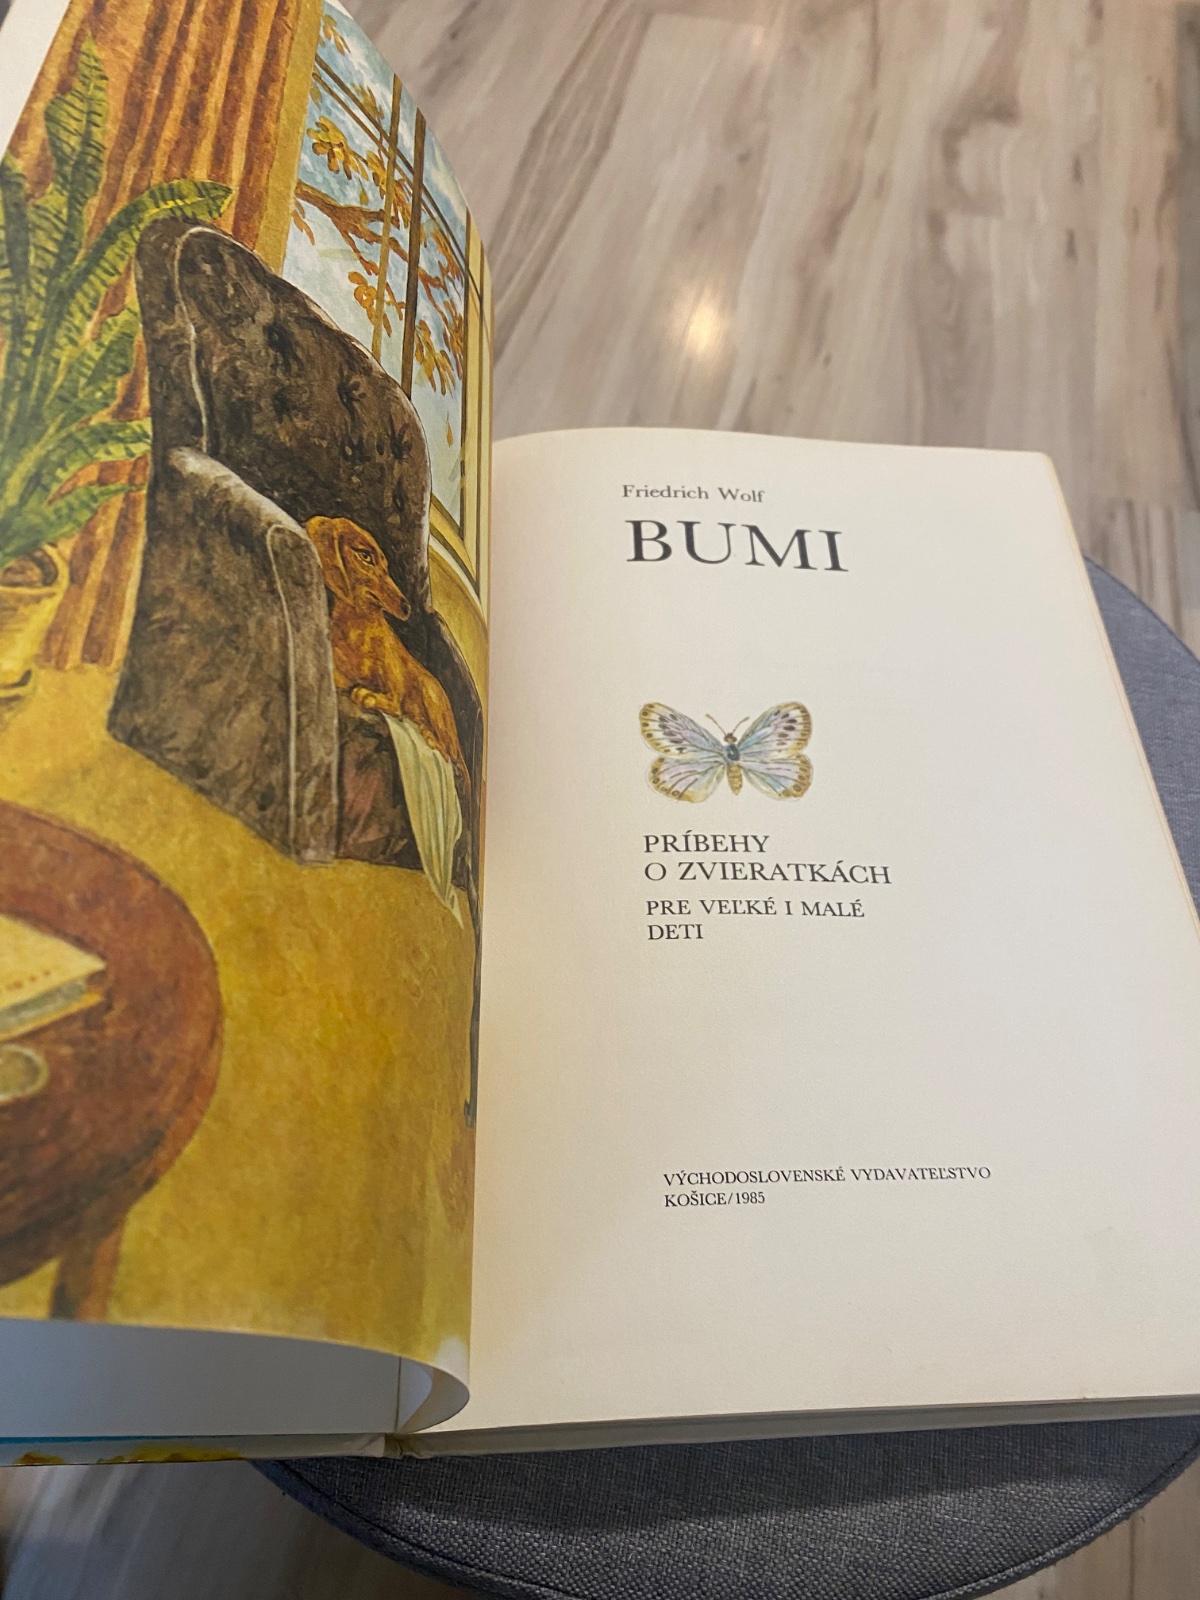 Friedrich Wolf
BUMI
PRÍBEHY
O ZVIERATKÁCH
PRE VEĽKÉ I MALÉ
DETI
VÝCHODOSLOVENSKÉ VYDAVATEĽSTVO
KOŠICE/1985